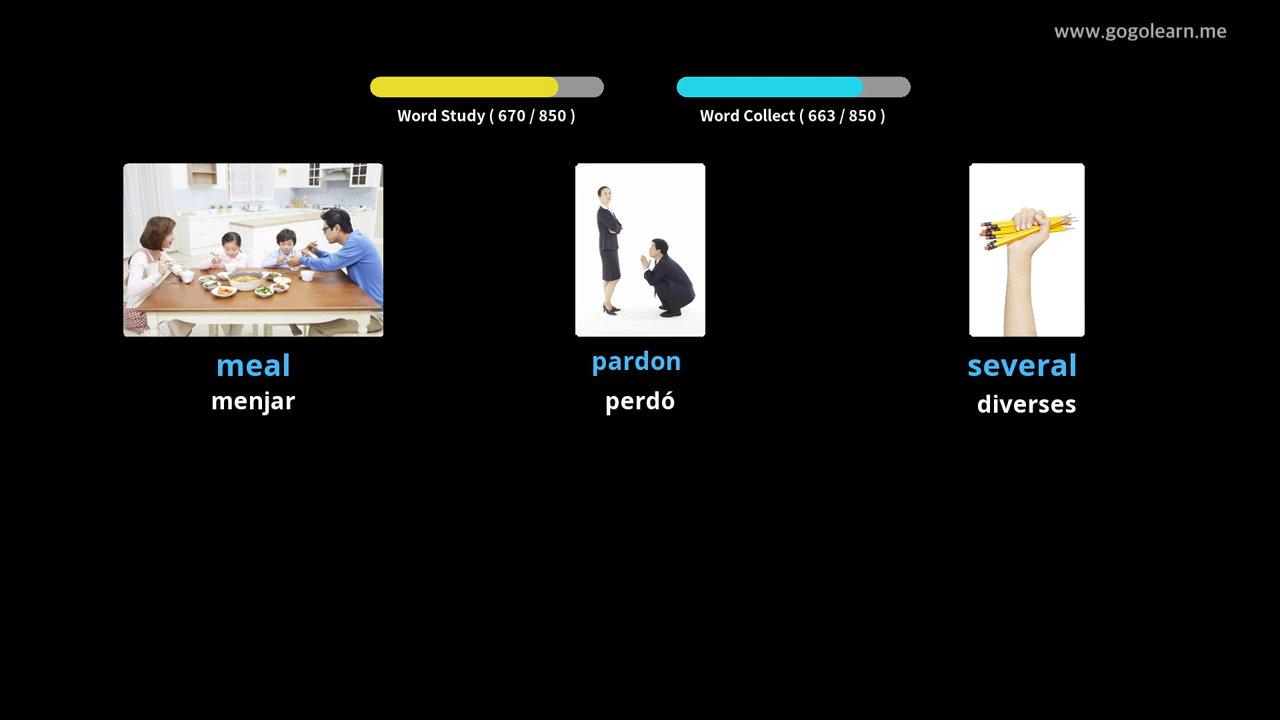 www.gogolearn.me
Word Study ( 670 / 850 )
Word Collect ( 663 / 850 )
meal
menjar
pardon
perdó
several
diverses